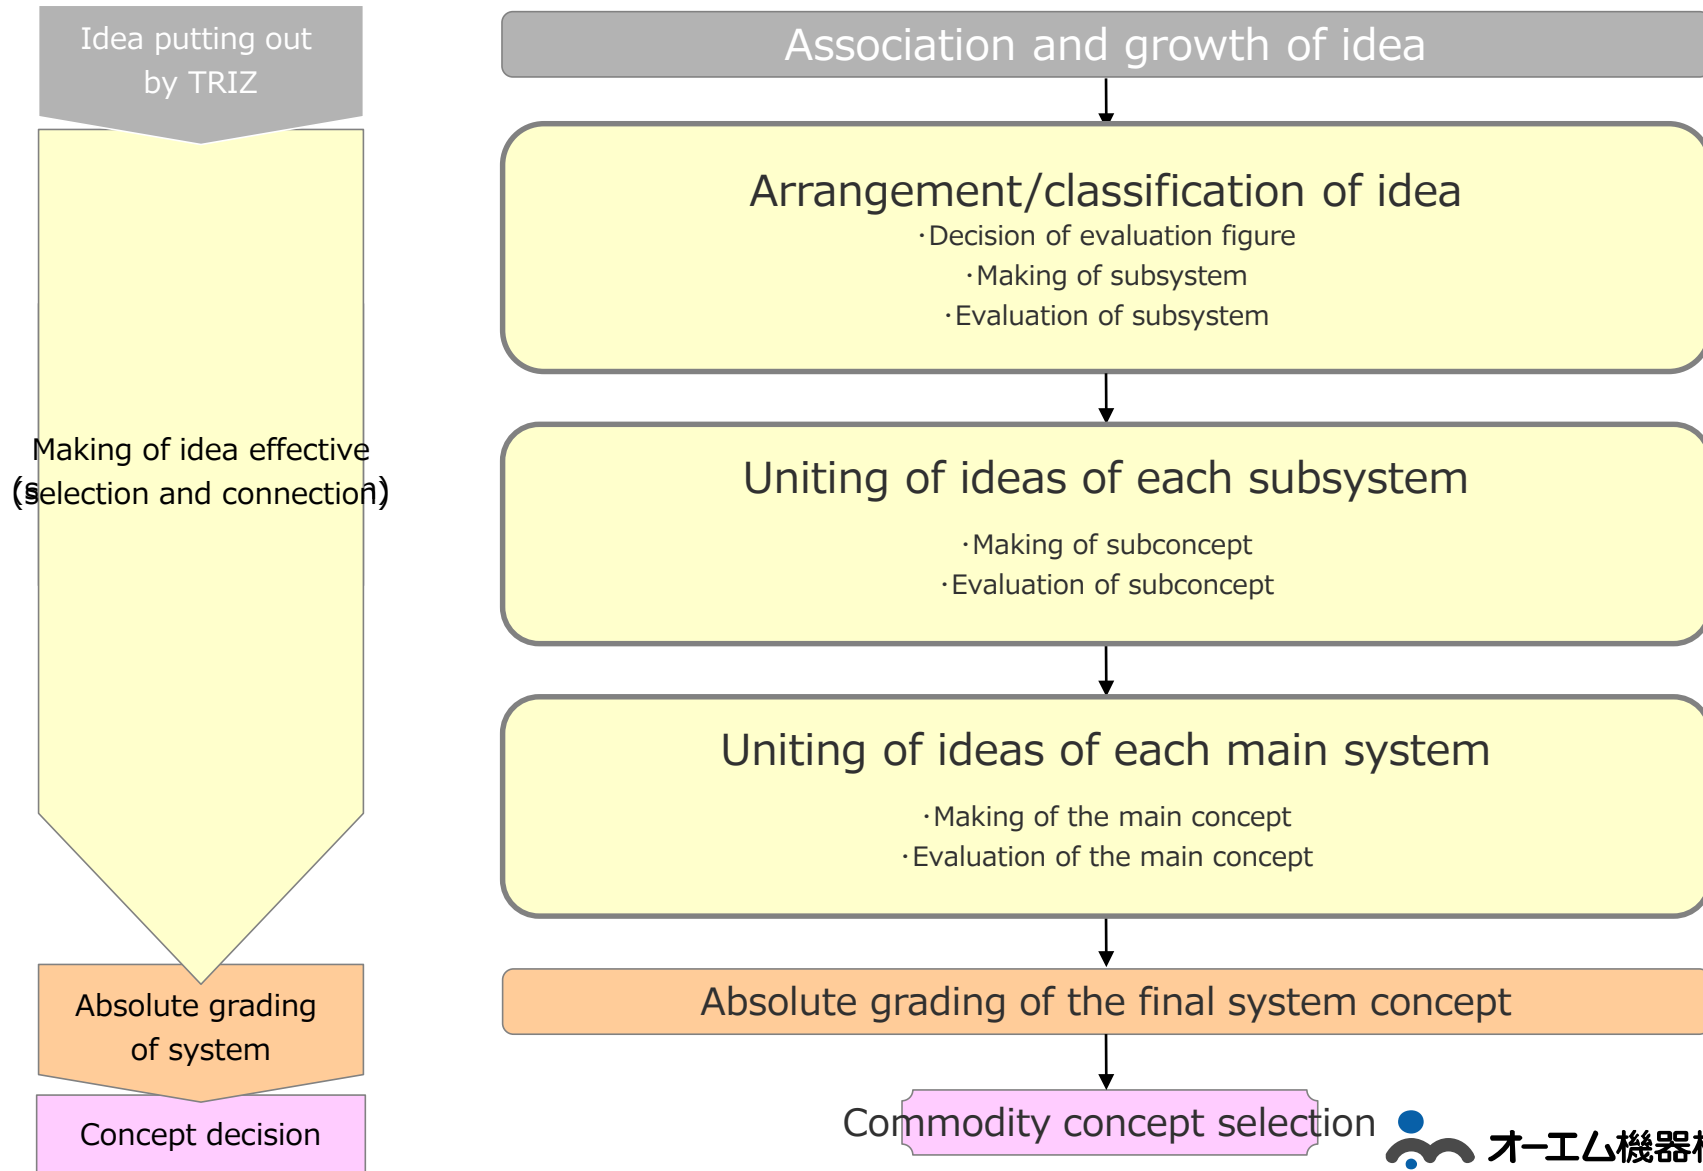 Idea putting out
by TRIZ
Making of idea effective
(selection and connection)
Absolute grading
of system
Concept decision
Association and growth of idea
Arrangement/classification of idea
･Decision of evaluation figure
･Making of subsystem
･Evaluation of subsystem
Uniting of ideas of each subsystem
･Making of subconcept
･Evaluation of subconcept
Uniting of ideas of each main system
･Making of the main concept
･Evaluation of the main concept
Absolute grading of the final system concept
Commodity concept selection
オーエム機器